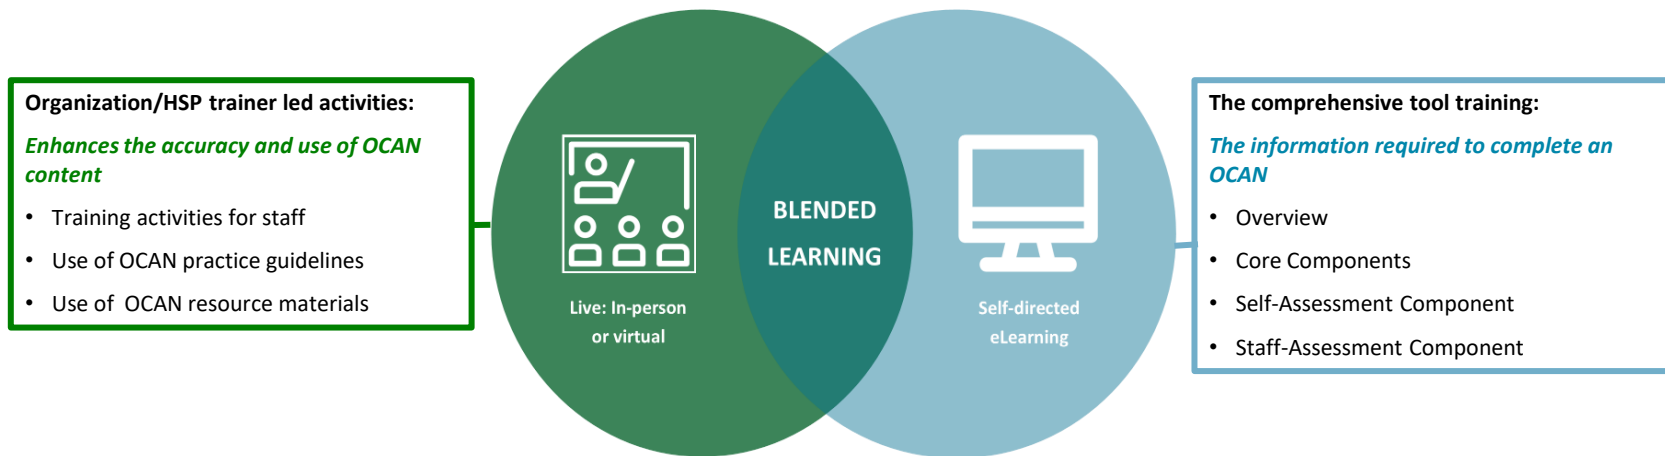 Organization/HSP trainer led activities:
Enhances the accuracy and use of OCAN
content
• Training activities for staff
• Use of OCAN practice guidelines
• Use of OCAN resource materials
Live: In-person
or virtual
BLENDED
LEARNING
Self-directed
eLearning
The comprehensive tool training:
The information required to complete an
OCAN
• Overview
• Core Components
• Self-Assessment Component
• Staff-Assessment Component